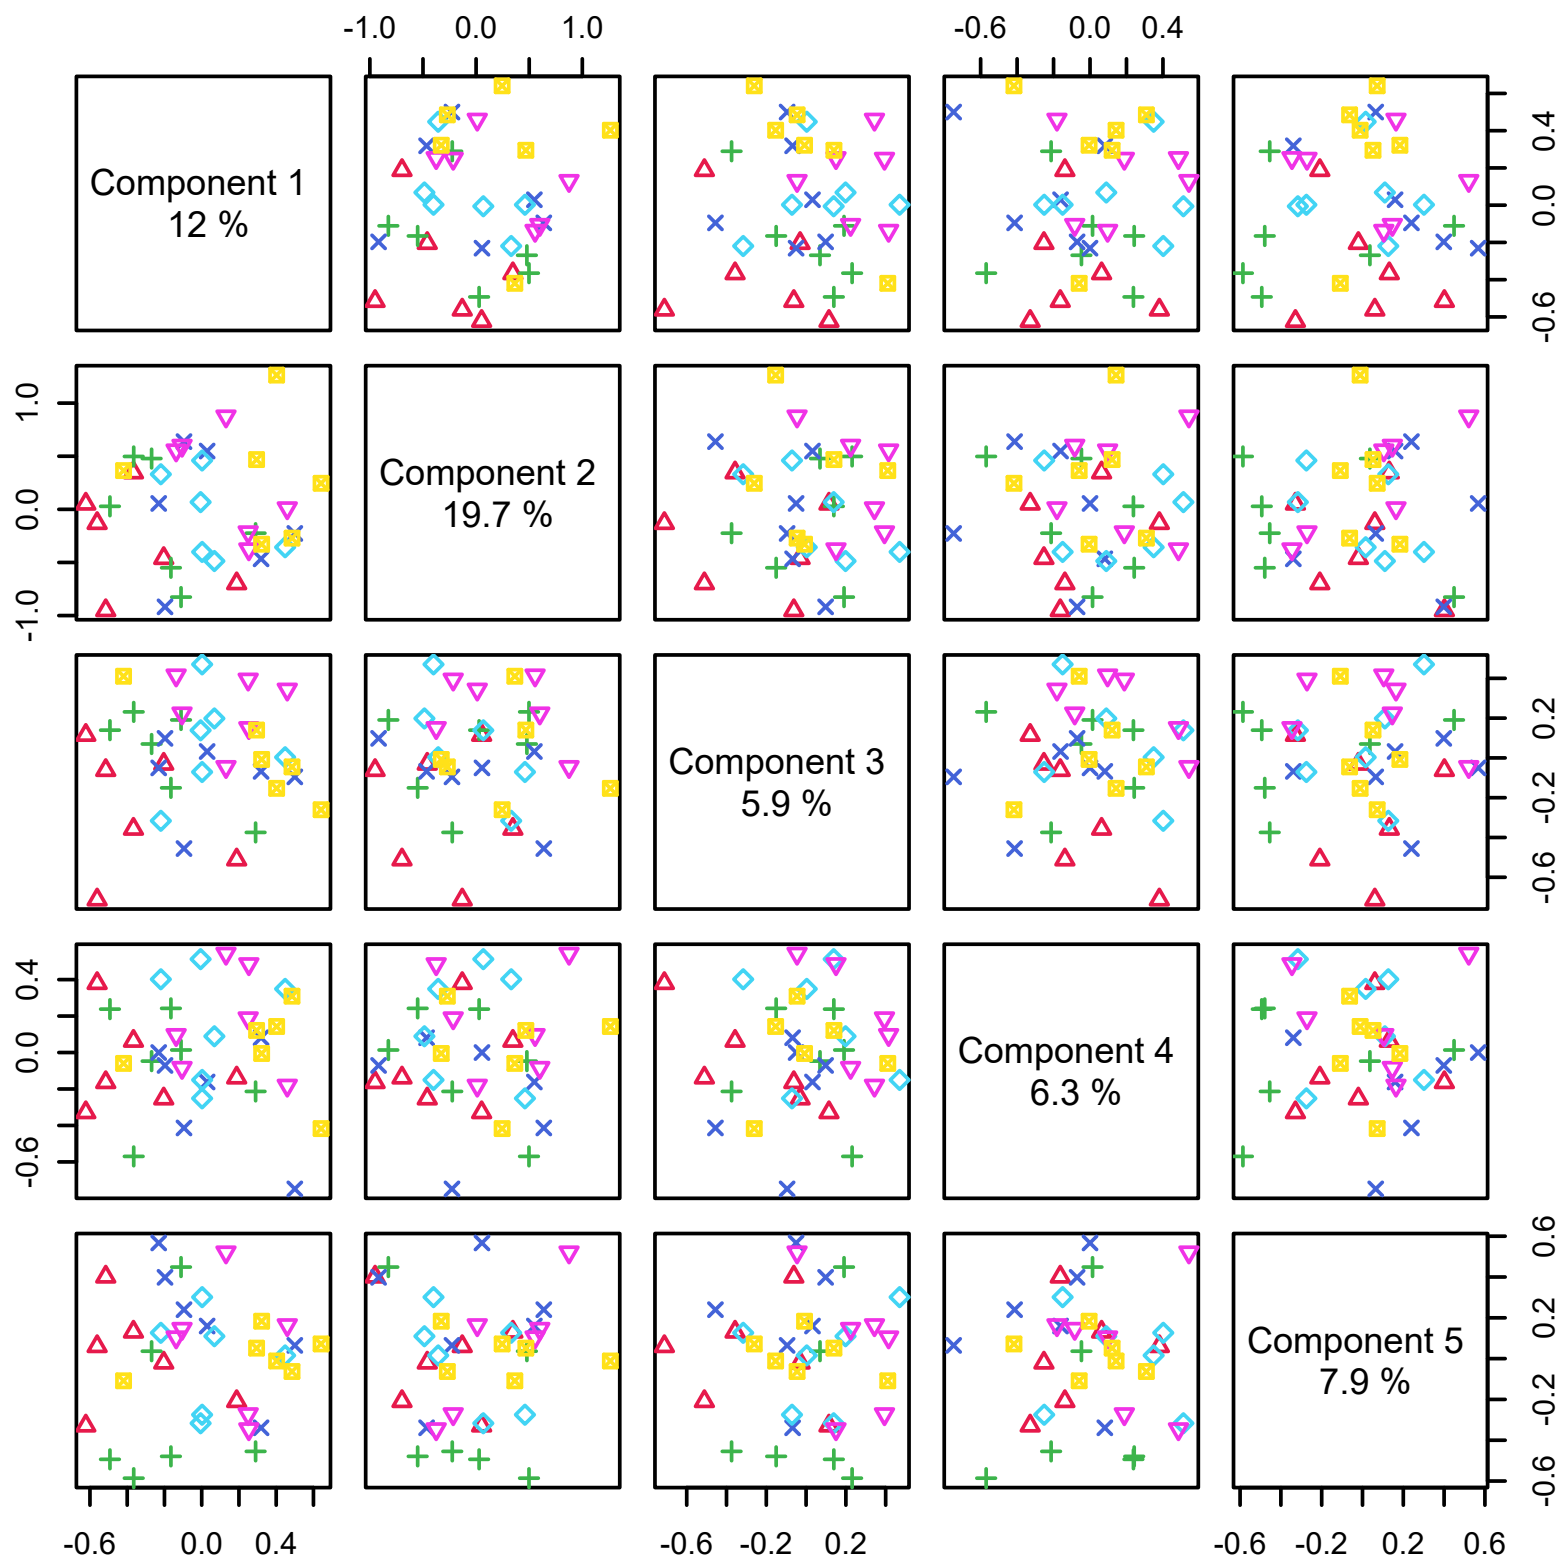 -1.0 0.0 1.0 -0.6 0.0 0.4
Component 1
12 %
-0.6 0.0 0.4
-1.0 0.0 1.0
Component 2
19.7 %
Component 3
5.9 %
-0.6 -0.2 0.2
-0.6 0.0 0.4
Component 4
6.3 %
Component 5
7.9 %
-0.6 -0.2 0.2 0.6
-0.6 0.0 0.4 -0.6 -0.2 0.2 -0.6 -0.2 0.2 0.6